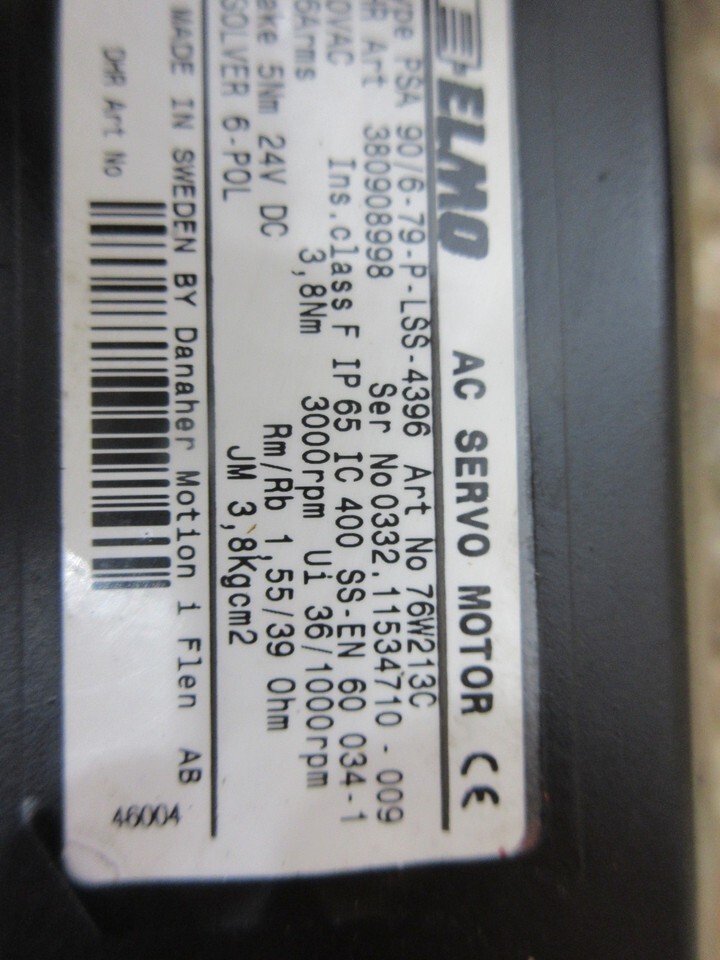 ELMO AC SERVO MOTOR CE
ype PSA 90/6-79-P-LSS-4396 Art No 76W213C
HR Art 380908998 Ser No 0332.11534710-009
0VAC Ins.class F IP 65 IC 400 SS-EN 60 034-1
6Arms 3,8Nm 3000rpm Ui 36/1000rpm
ake 5Nm 24V DC Rm/Rb 1,55/39 Ohm
SOLVER 6-POL JM 3,8Kgcm2
MADE IN SWEDEN BY Danaher Motion i Flen AB
DHR Art No
46004